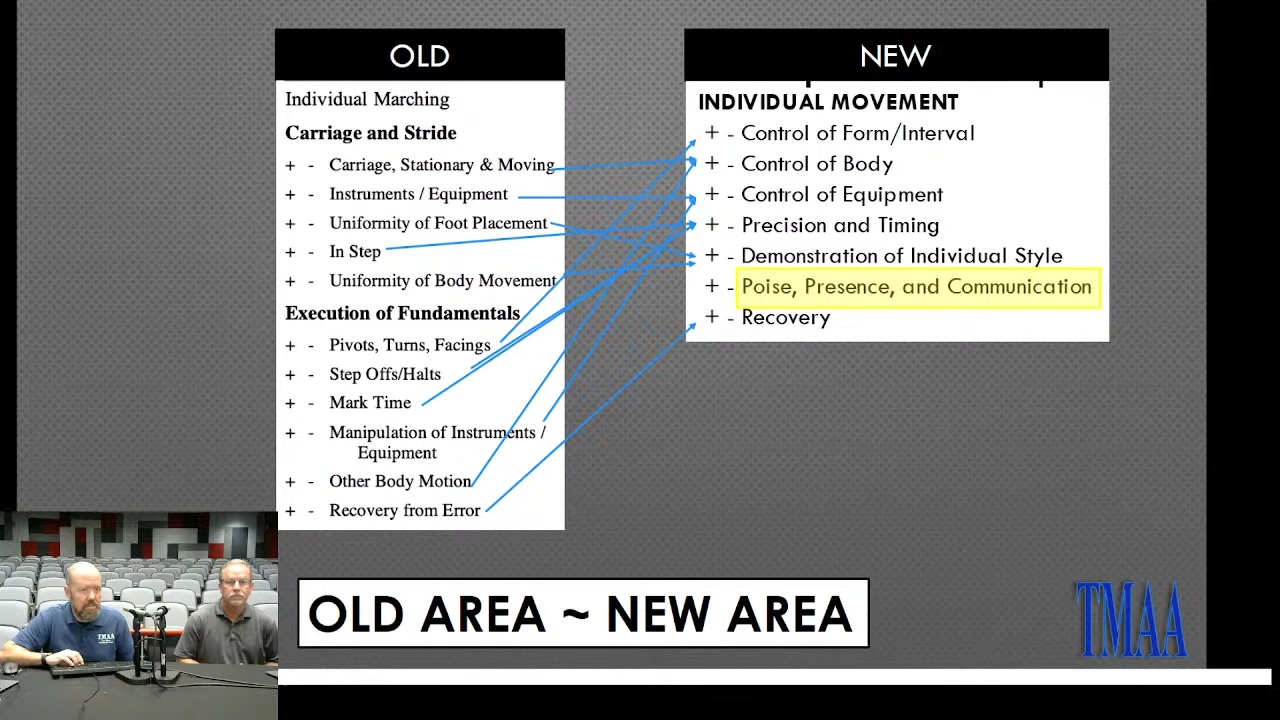 OLD
Individual Marching
Carriage and Stride
+ - Carriage, Stationary & Moving
+ - Instruments / Equipment
+ - Uniformity of Foot Placement
+ - In Step
+ - Uniformity of Body Movement
Execution of Fundamentals
+ - Pivots, Turns, Facings
+ - Step Offs/Halts
+ - Mark Time
+ - Manipulation of Instruments /
Equipment
+ - Other Body Motion
+ - Recovery from Error
NEW
INDIVIDUAL MOVEMENT
+ - Control of Form/Interval
+ - Control of Body
+ - Control of Equipment
+ - Precision and Timing
+ - Demonstration of Individual Style
+ - Poise, Presence, and Communication
+ - Recovery
OLD AREA ~ NEW AREA
TMAA
TMAA